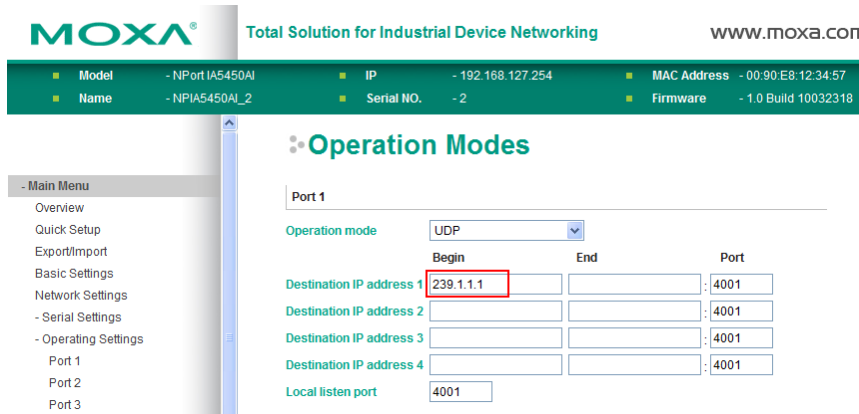 MOXA® Total Solution for Industrial Device Networking www.moxa.com
Model - NPort IA5450AI IP - 192.168.127.254 MAC Address - 00:90:E8:12:34:57
Name - NPIA5450AI_2 Serial NO. - 2 Firmware - 1.0 Build 10032318
- Main Menu
Overview
Quick Setup
Export/Import
Basic Settings
Network Settings
- Serial Settings
- Operating Settings
Port 1
Port 2
Port 3
Operation Modes
Port 1
Operation mode UDP
Begin End Port
Destination IP address 1 239.1.1.1 : 4001
Destination IP address 2 : 4001
Destination IP address 3 : 4001
Destination IP address 4 : 4001
Local listen port 4001